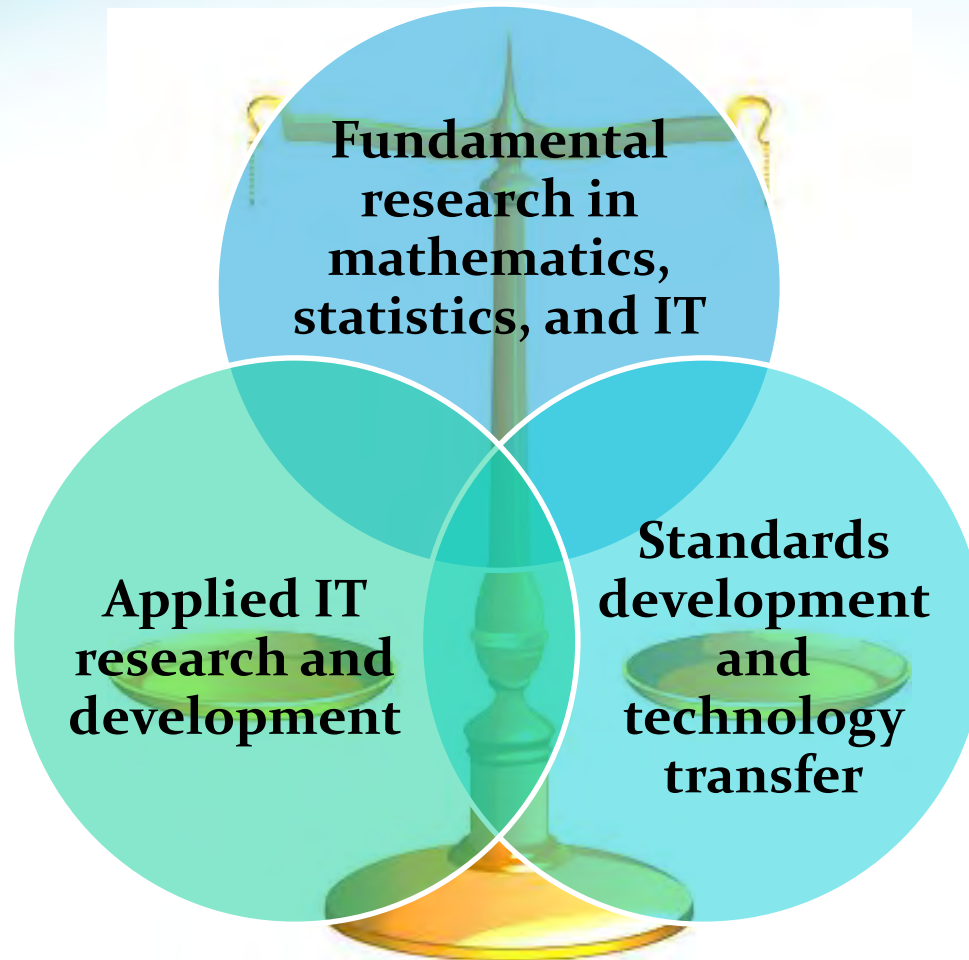 Fundamental
research in
mathematics,
statistics, and IT
Applied IT
research and
development
Standards
development
and
technology
transfer